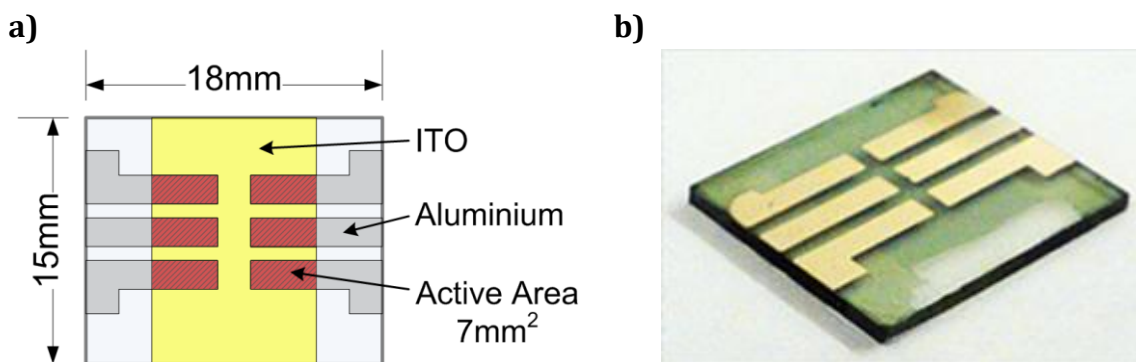 a)
b)
18mm
15mm
ITO
Aluminium
Active Area
7mm²